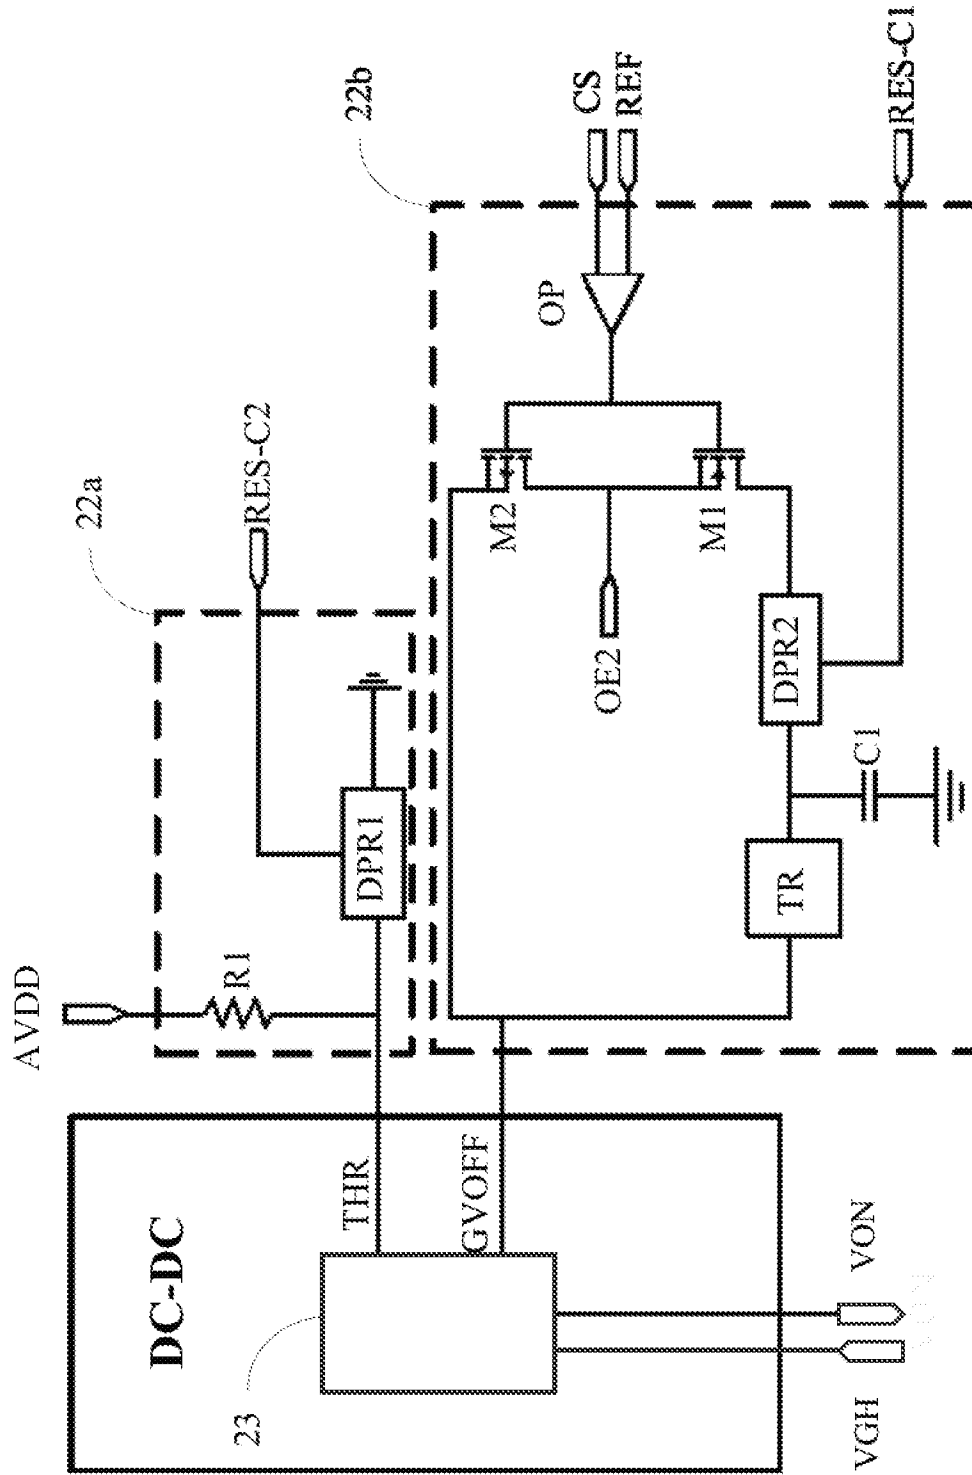 AVDD
22a
RES-C2
22b
R1
DPR1
CS
REF
RES-C1
OP
M2
M1
OE2
DPR2
C1
TR
DC-DC
THR
GVOFF
23
VGH
VON